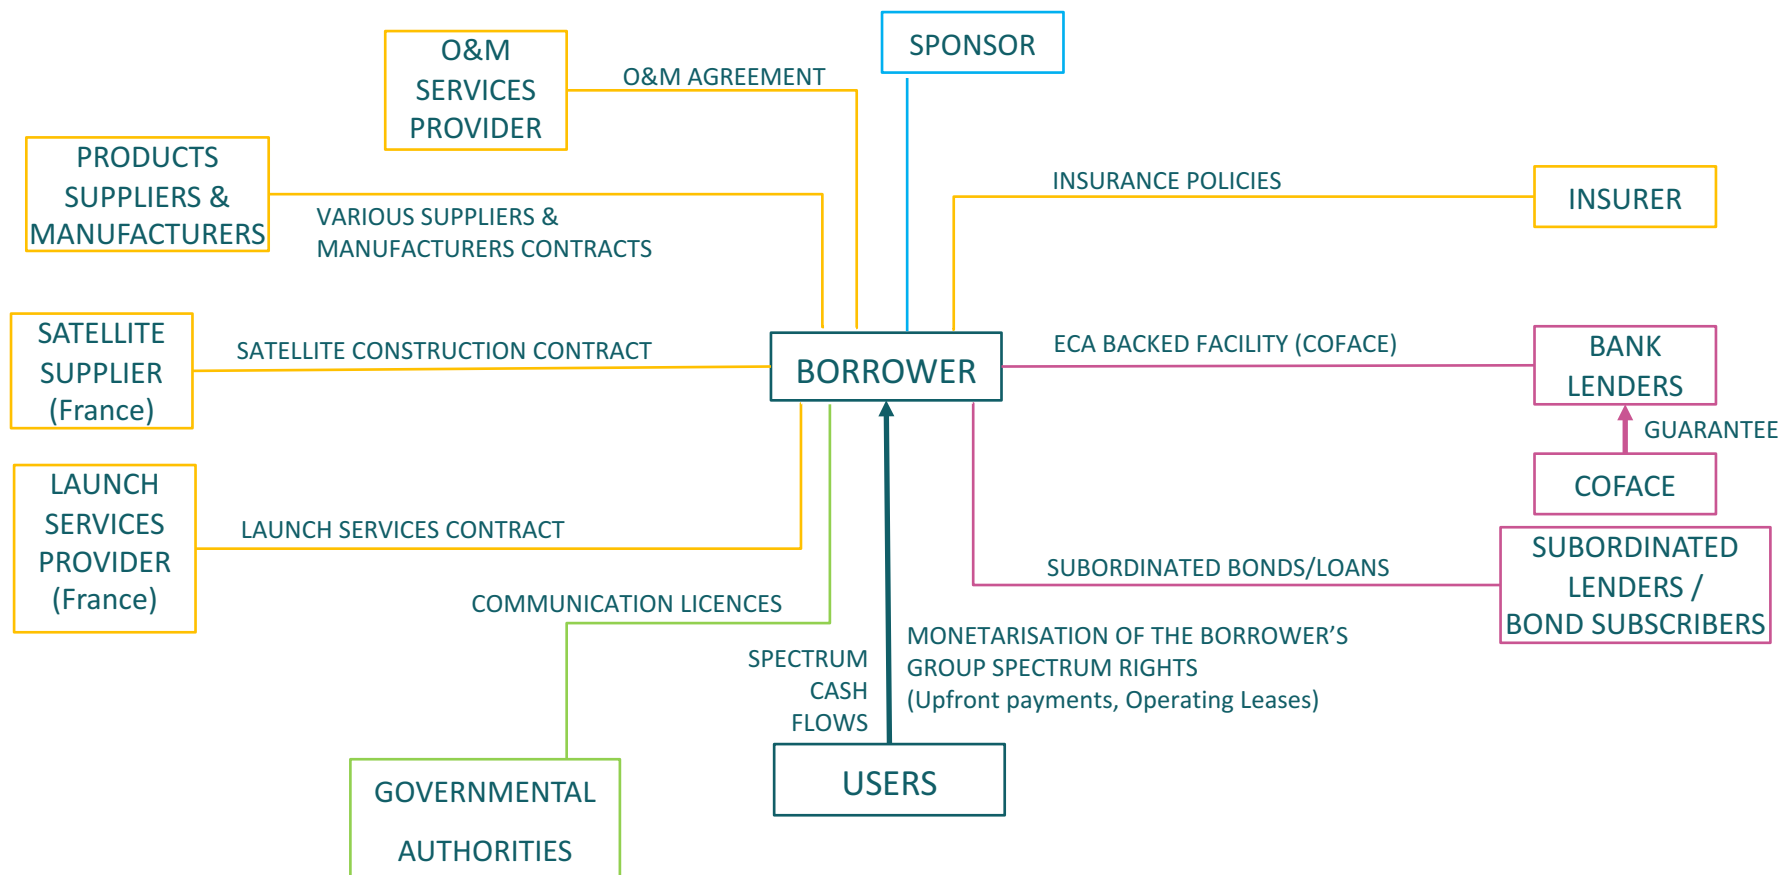 SPONSOR
O&M
SERVICES
PROVIDER
O&M AGREEMENT
PRODUCTS
SUPPLIERS &
MANUFACTURERS
VARIOUS SUPPLIERS &
MANUFACTURERS CONTRACTS
INSURANCE POLICIES
INSURER
SATELLITE
SUPPLIER
(France)
SATELLITE CONSTRUCTION CONTRACT
BORROWER
ECA BACKED FACILITY (COFACE)
BANK
LENDERS
GUARANTEE
COFACE
LAUNCH
SERVICES
PROVIDER
(France)
LAUNCH SERVICES CONTRACT
SUBORDINATED BONDS/LOANS
SUBORDINATED
LENDERS /
BOND SUBSCRIBERS
COMMUNICATION LICENCES
SPECTRUM
CASH
FLOWS
MONETARISATION OF THE BORROWER’S
GROUP SPECTRUM RIGHTS
(Upfront payments, Operating Leases)
USERS
GOVERNMENTAL
AUTHORITIES